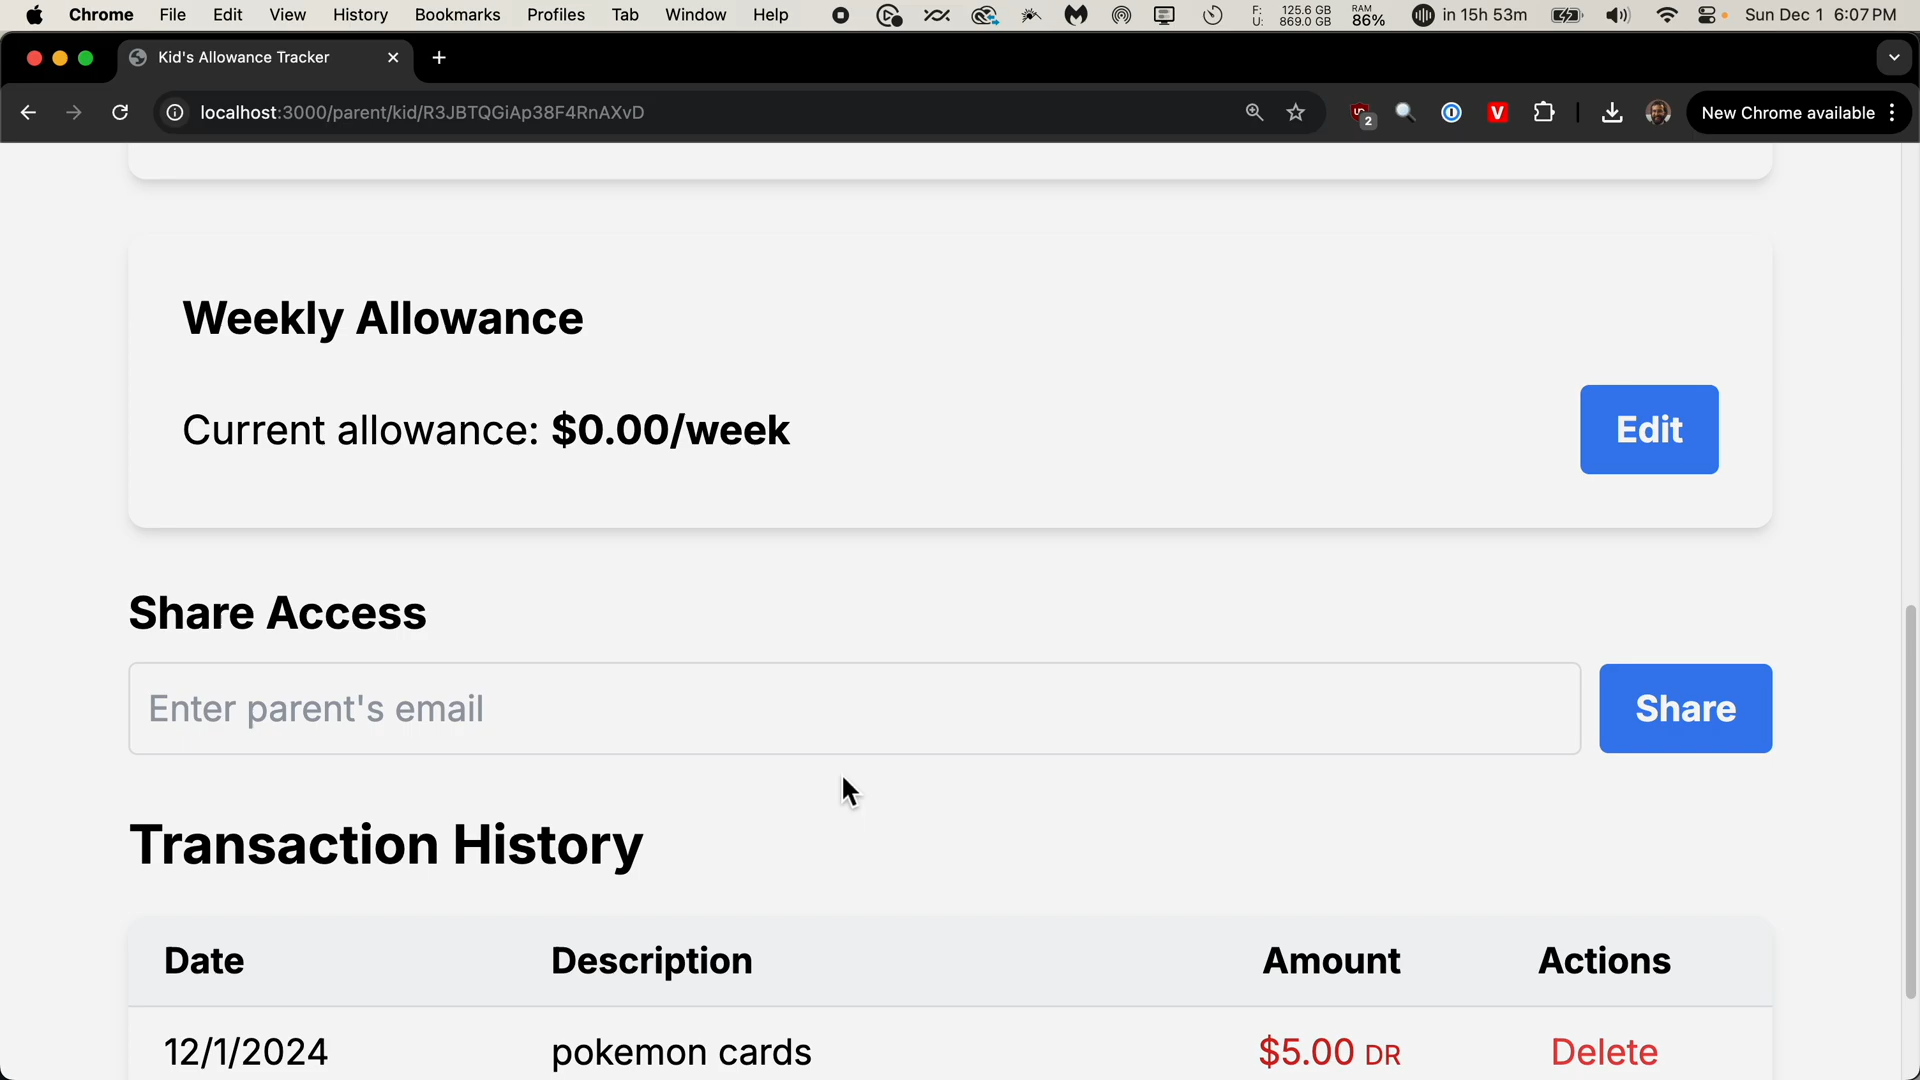 Chrome File Edit View History Bookmarks Profiles Tab Window Help F: 125.6 GB U: 869.0 GB RAM 86% in 15h 53m Sun Dec 1 6:07 PM
Kid's Allowance Tracker
localhost:3000/parent/kid/R3JBTQGiAp38F4RnAXvD 2 New Chrome available
Weekly Allowance
Current allowance: $0.00/week Edit
Share Access
Enter parent's email Share
Transaction History
Date Description Amount Actions
12/1/2024 pokemon cards $5.00 DR Delete